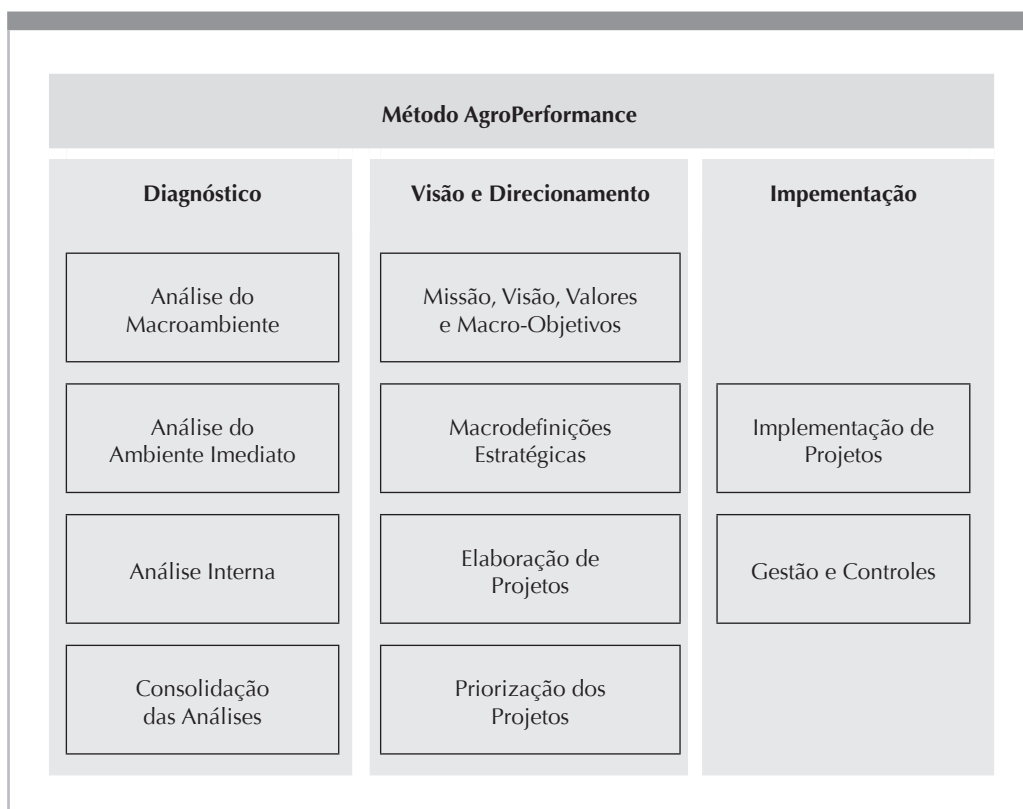 Método AgroPerformance
Diagnóstico
Análise do
Macroambiente
Análise do
Ambiente Imediato
Análise Interna
Consolidação
das Análises
Visão e Direcionamento
Missão, Visão, Valores
e Macro-Objetivos
Macrodefinições
Estratégicas
Elaboração de
Projetos
Priorização dos
Projetos
Impementação
Implementação de
Projetos
Gestão e Controles